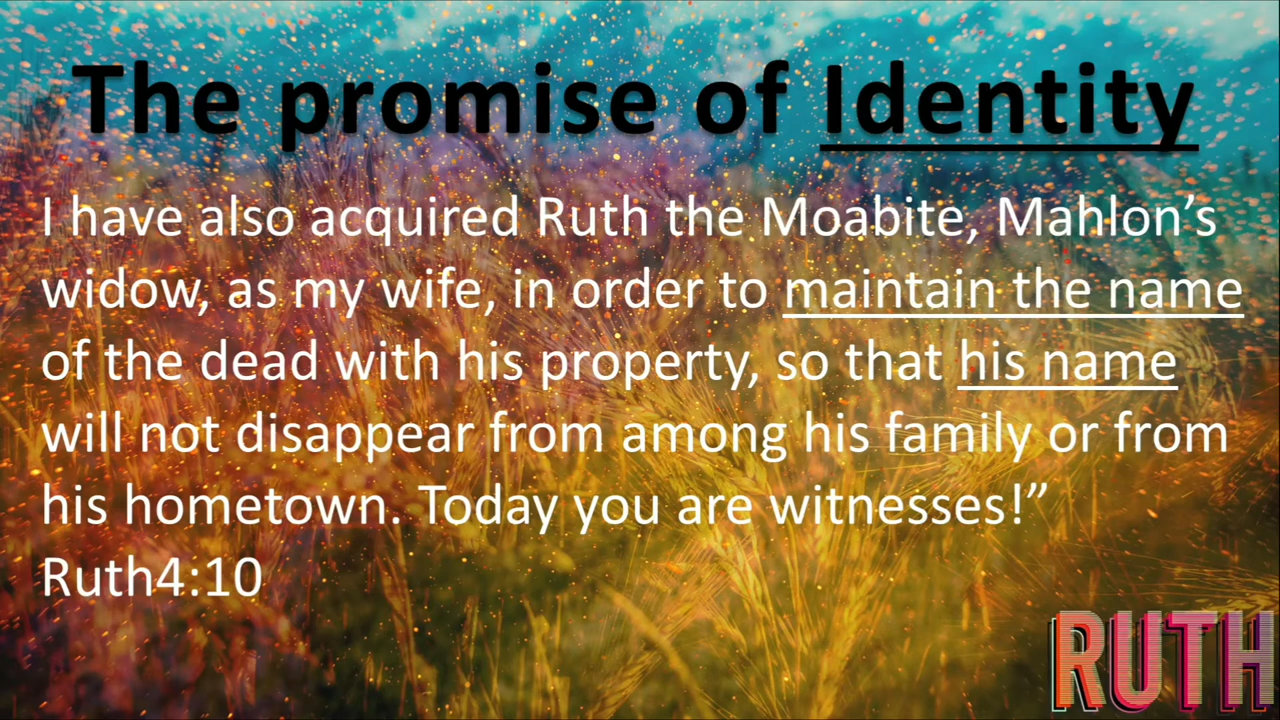 The promise of Identity
I have also acquired Ruth the Moabite, Mahlon’s
widow, as my wife, in order to maintain the name
of the dead with his property, so that his name
will not disappear from among his family or from
his hometown. Today you are witnesses!”
Ruth4:10
RUTH